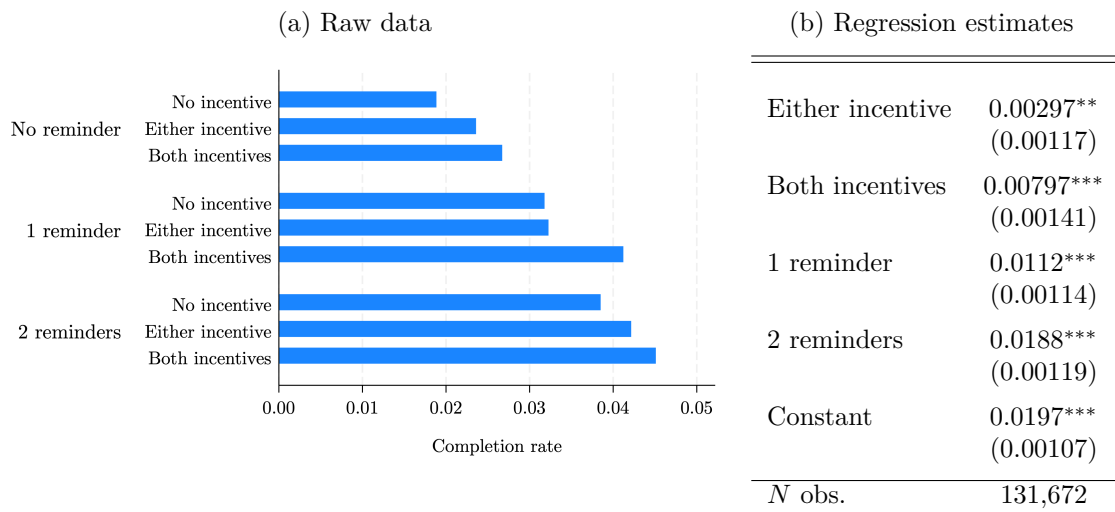 (a) Raw data
No incentive
No reminder
Either incentive
Both incentives
No incentive
1 reminder
Either incentive
Both incentives
No incentive
2 reminders
Either incentive
Both incentives
0.00 0.01 0.02 0.03 0.04 0.05
Completion rate
(b) Regression estimates
Either incentive 0.00297**
(0.00117)
Both incentives 0.00797***
(0.00141)
1 reminder 0.0112***
(0.00114)
2 reminders 0.0188***
(0.00119)
Constant 0.0197***
(0.00107)
N obs. 131,672